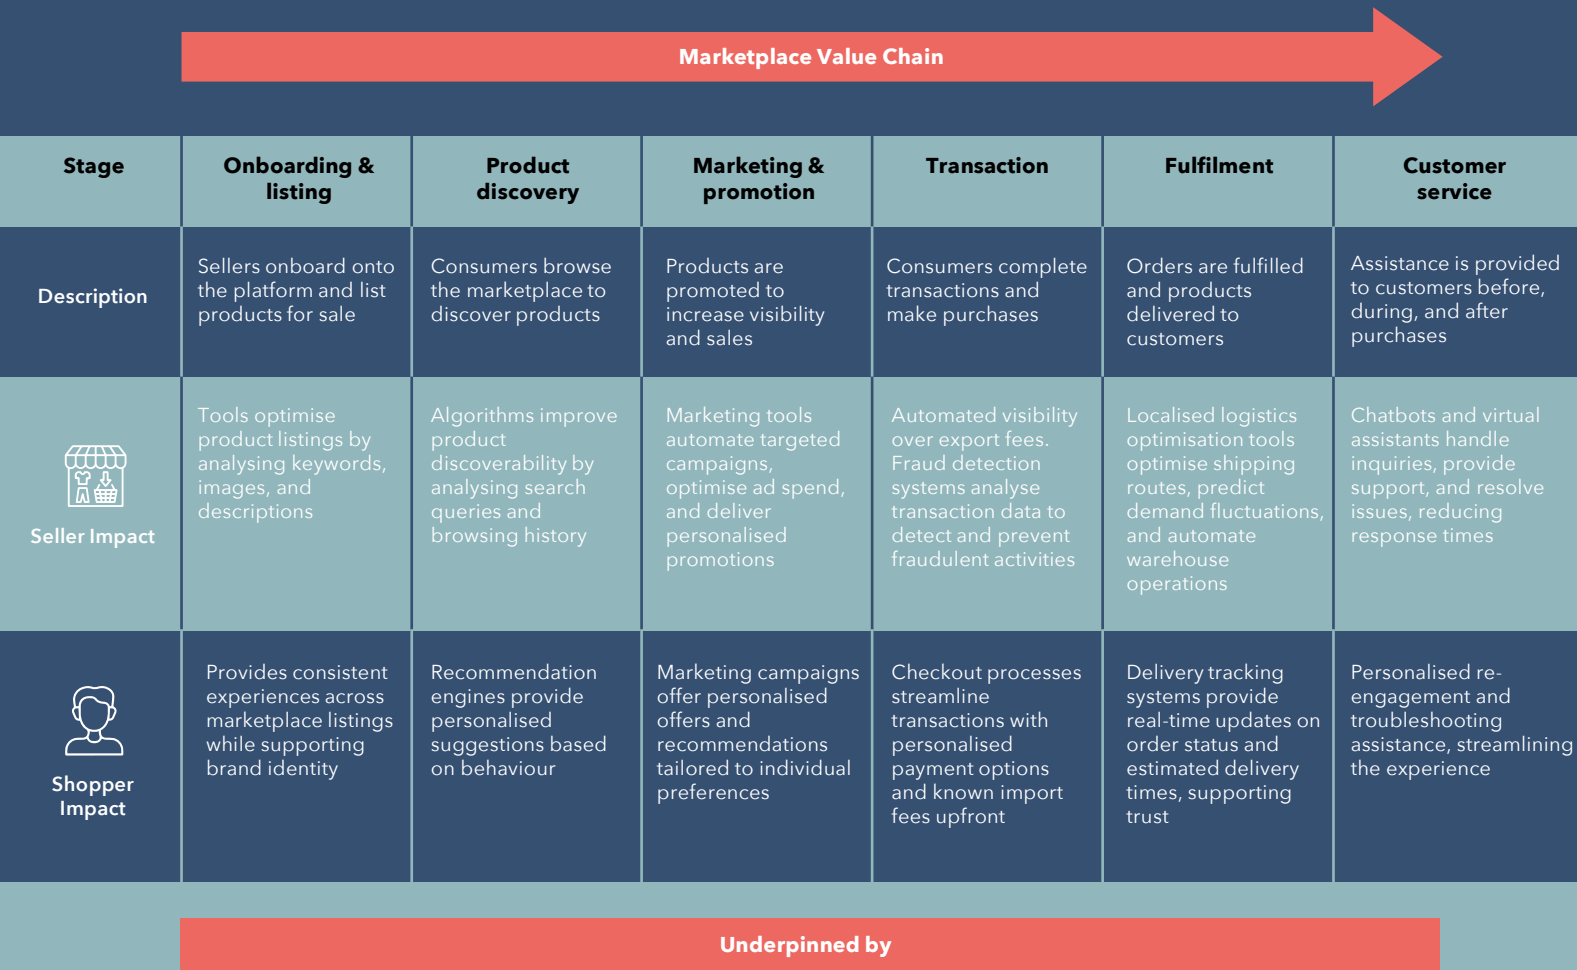 Marketplace Value Chain
Stage
Onboarding &
listing
Product
discovery
Marketing &
promotion
Transaction
Fulfilment
Customer
service
Description
Sellers onboard onto
the platform and list
products for sale
Consumers browse
the marketplace to
discover products
Products are
promoted to
increase visibility
and sales
Consumers complete
transactions and
make purchases
Orders are fulfilled
and products
delivered to
customers
Assistance is provided
to customers before,
during, and after
purchases
Seller Impact
Tools optimise
product listings by
analysing keywords,
images, and
descriptions
Algorithms improve
product
discoverability by
analysing search
queries and
browsing history
Marketing tools
automate targeted
campaigns,
optimise ad spend,
and deliver
personalised
promotions
Automated visibility
over export fees.
Fraud detection
systems analyse
transaction data to
detect and prevent
fraudulent activities
Localised logistics
optimisation tools
optimise shipping
routes, predict
demand fluctuations,
and automate
warehouse
operations
Chatbots and virtual
assistants handle
inquiries, provide
support, and resolve
issues, reducing
response times
Shopper
Impact
Provides consistent
experiences across
marketplace listings
while supporting
brand identity
Recommendation
engines provide
personalised
suggestions based
on behaviour
Marketing campaigns
offer personalised
offers and
recommendations
tailored to individual
preferences
Checkout processes
streamline
transactions with
personalised
payment options
and known import
fees upfront
Delivery tracking
systems provide
real-time updates on
order status and
estimated delivery
times, supporting
trust
Personalised re-
engagement and
troubleshooting
assistance, streamlining
the experience
Underpinned by